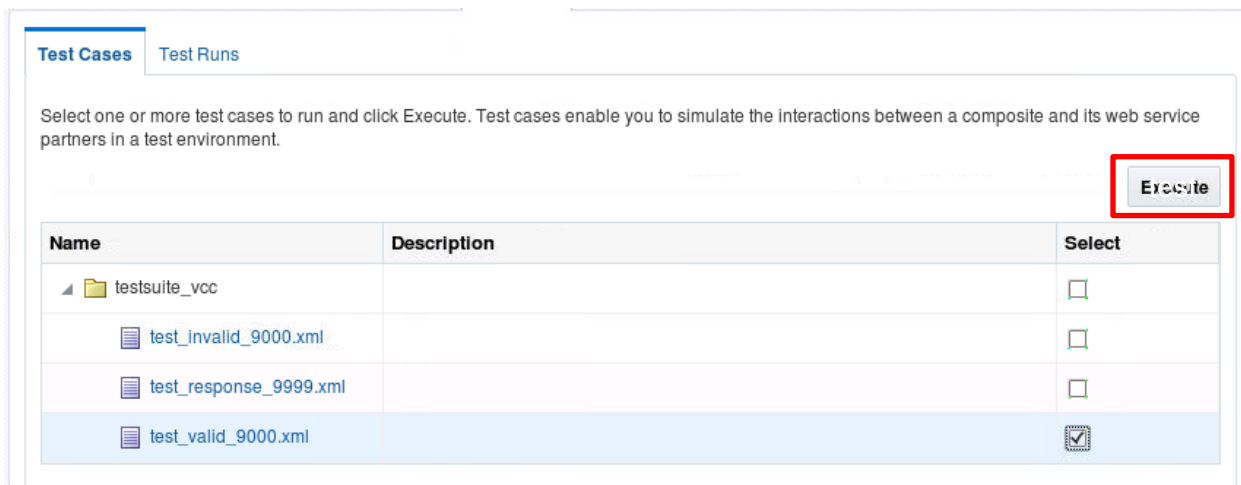 Test Cases Test Runs
Select one or more test cases to run and click Execute. Test cases enable you to simulate the interactions between a composite and its web service
partners in a test environment.
Execute
Name Description Select
testsuite_vcc
test_invalid_9000.xml
test_response_9999.xml
test_valid_9000.xml